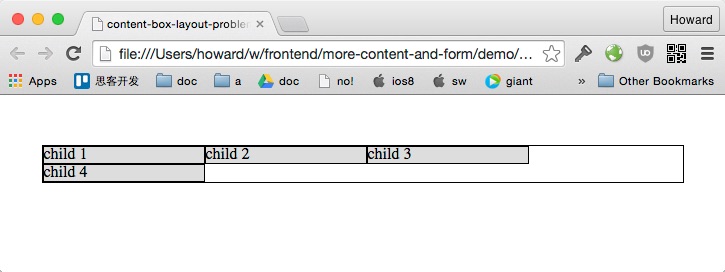 content-box-layout-proble
Howard
file:///Users/howard/w/frontend/more-content-and-form/demo/...
Apps 思客开发 doc a doc no! ios8 sw giant » Other Bookmarks
child 1 child 2 child 3
child 4